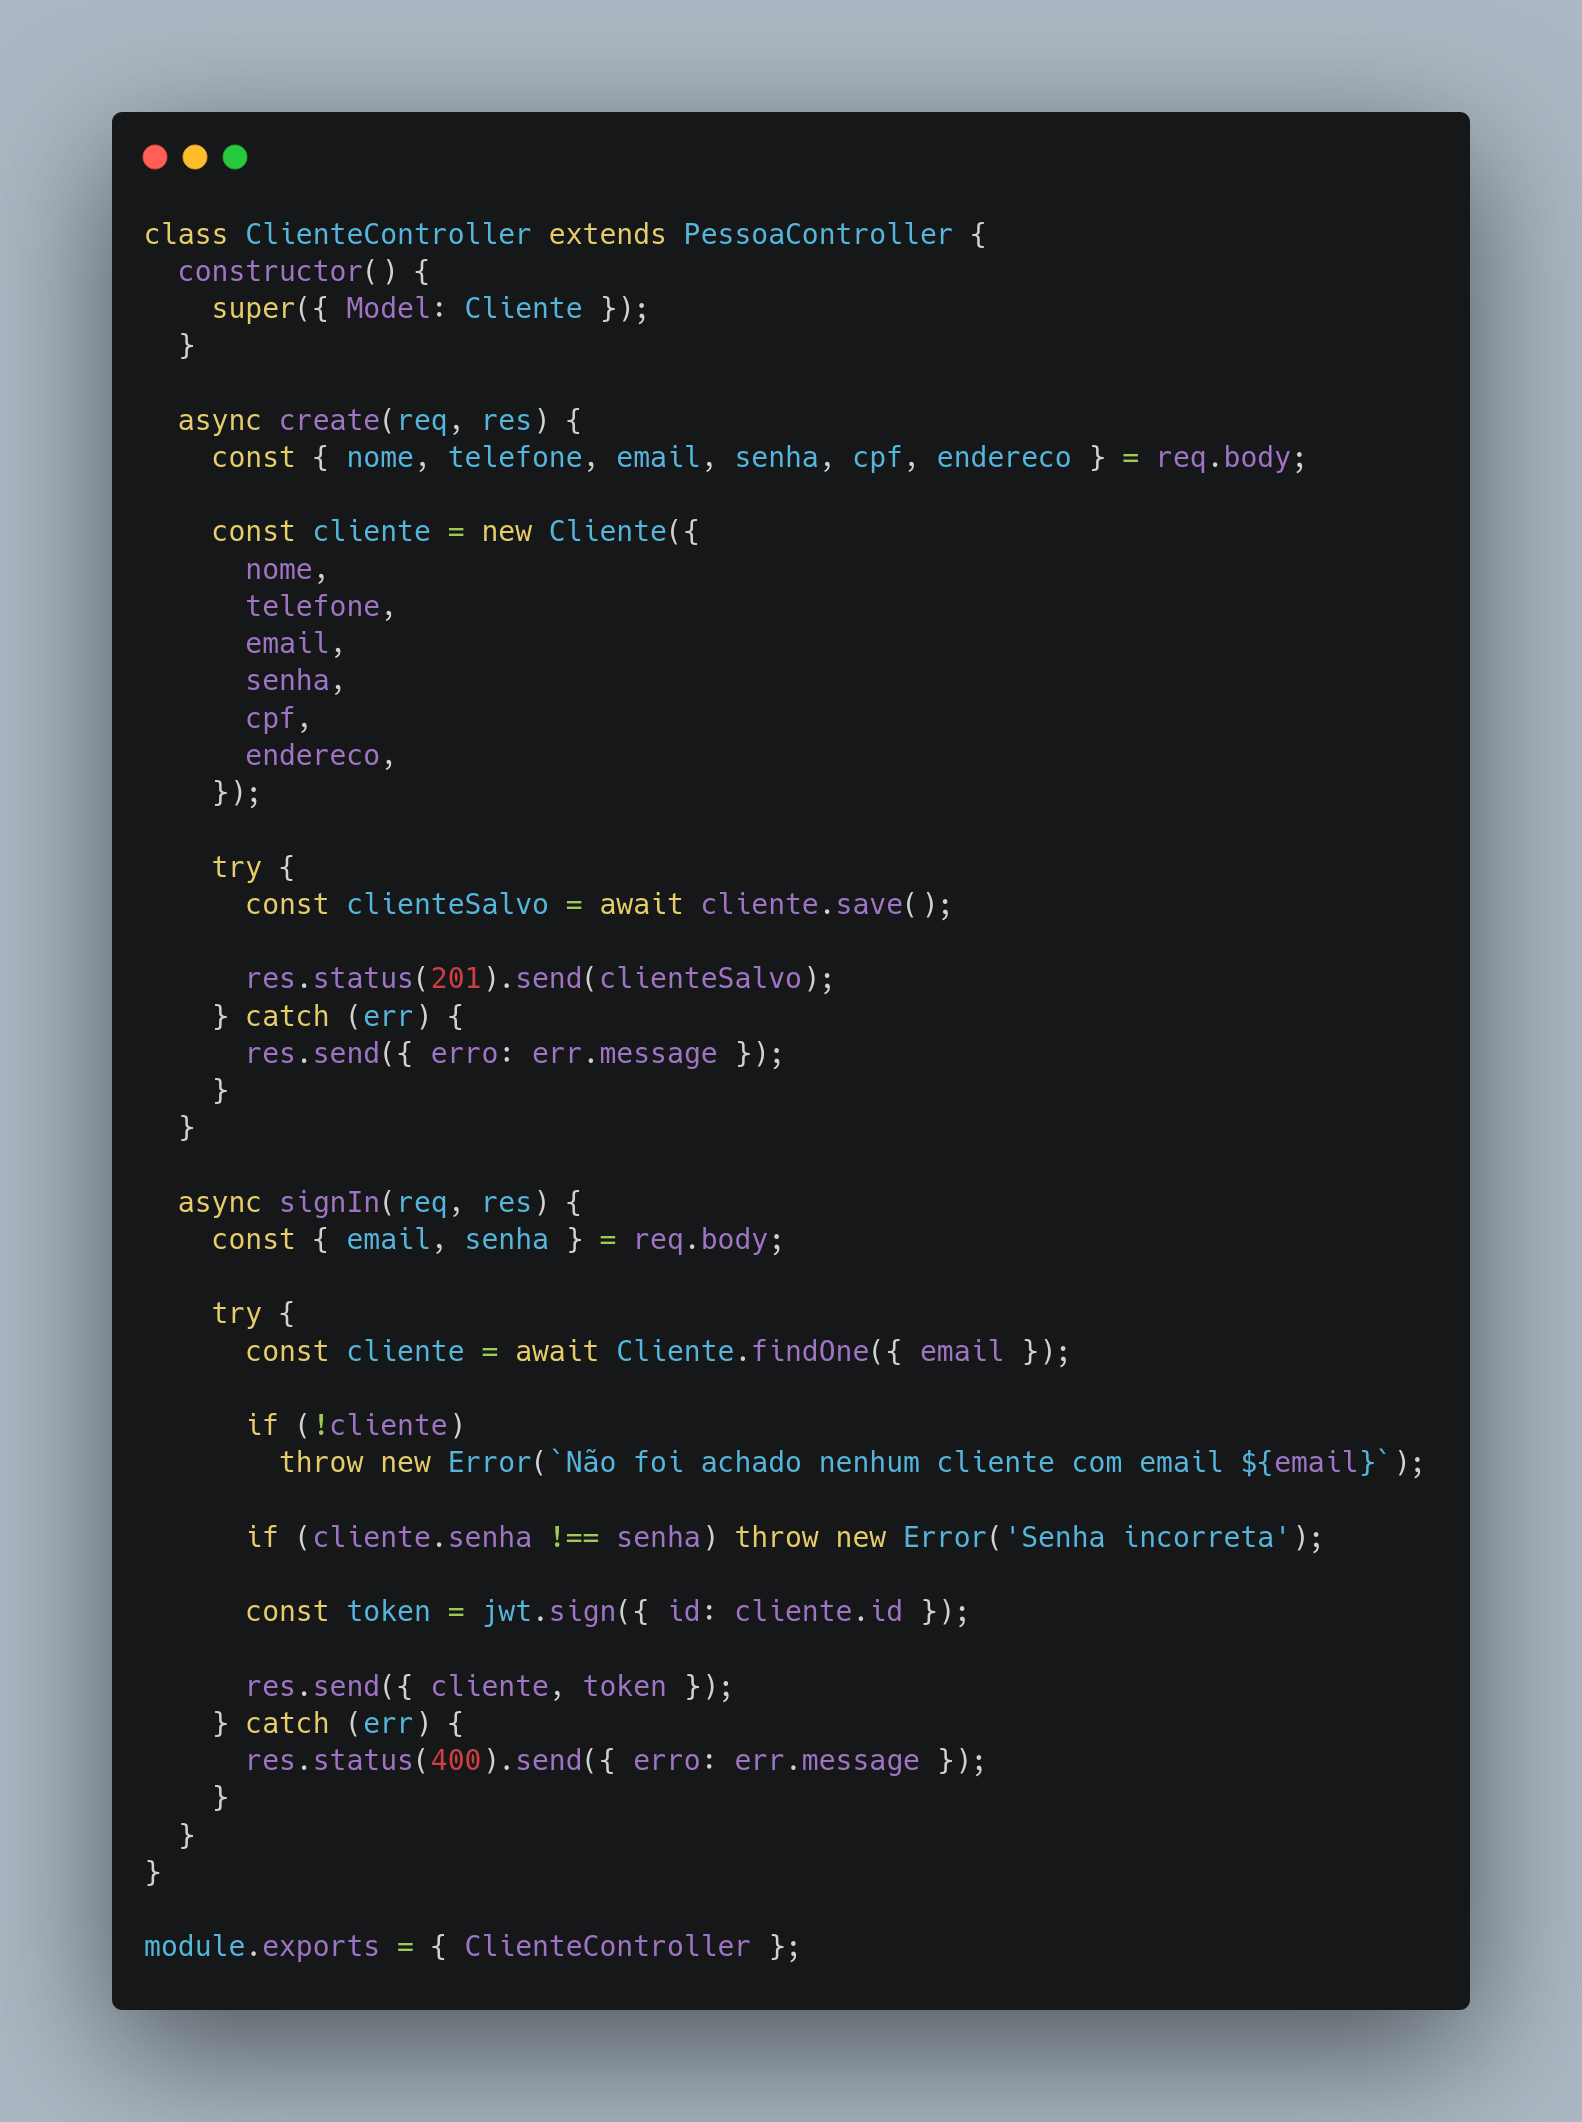 class ClienteController extends PessoaController {
  constructor() {
    super({ Model: Cliente });
  }

  async create(req, res) {
    const { nome, telefone, email, senha, cpf, endereco } = req.body;

    const cliente = new Cliente({
      nome,
      telefone,
      email,
      senha,
      cpf,
      endereco,
    });

    try {
      const clienteSalvo = await cliente.save();

      res.status(201).send(clienteSalvo);
    } catch (err) {
      res.send({ erro: err.message });
    }
  }

  async signIn(req, res) {
    const { email, senha } = req.body;

    try {
      const cliente = await Cliente.findOne({ email });

      if (!cliente)
        throw new Error(`Não foi achado nenhum cliente com email ${email}`);

      if (cliente.senha !== senha) throw new Error('Senha incorreta');

      const token = jwt.sign({ id: cliente.id });

      res.send({ cliente, token });
    } catch (err) {
      res.status(400).send({ erro: err.message });
    }
  }
}

module.exports = { ClienteController };